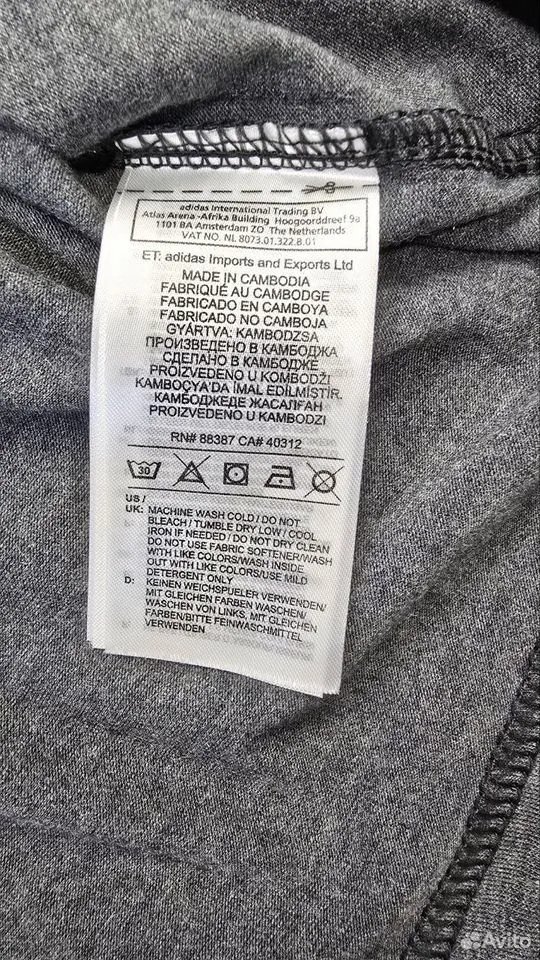 adidas International Trading BV
Atlas Arena -Afrika Building Hoogoorddreef 9a
1101 BA Amsterdam ZO The Netherlands
VAT NO. NL 8073.01.322.B.01
ET: adidas Imports and Exports Ltd
MADE IN CAMBODIA
FABRIQUÉ AU CAMBODGE
FABRICADO EN CAMBOYA
FABRICADO NO CAMBOJA
GYÁRTVA: KAMBODZSA
ПРОИЗВЕДЕНО В КАМБОДЖА
СДЕЛАНО В КАМБОДЖЕ
PROIZVEDENO U KOMBODŽI
KAMBOÇYA'DA İMAL EDİLMİŞTİR.
КАМБОДЖЕДЕ ЖАСАЛҒАН
PROIZVEDENO U KAMBODZI
RN# 88387 CA# 40312
30
US /
UK: MACHINE WASH COLD / DO NOT
BLEACH / TUMBLE DRY LOW / COOL
IRON IF NEEDED / DO NOT DRY CLEAN
DO NOT USE FABRIC SOFTENER/WASH
WITH LIKE COLORS/WASH INSIDE
OUT WITH LIKE COLORS/USE MILD
DETERGENT ONLY
D: KEINEN WEICHSPUELER VERWENDEN/
MIT GLEICHEN FARBEN WASCHEN/
WASCHEN VON LINKS, MIT GLEICHEN
FARBEN/BITTE FEINWASCHMITTEL
VERWENDEN
Avito